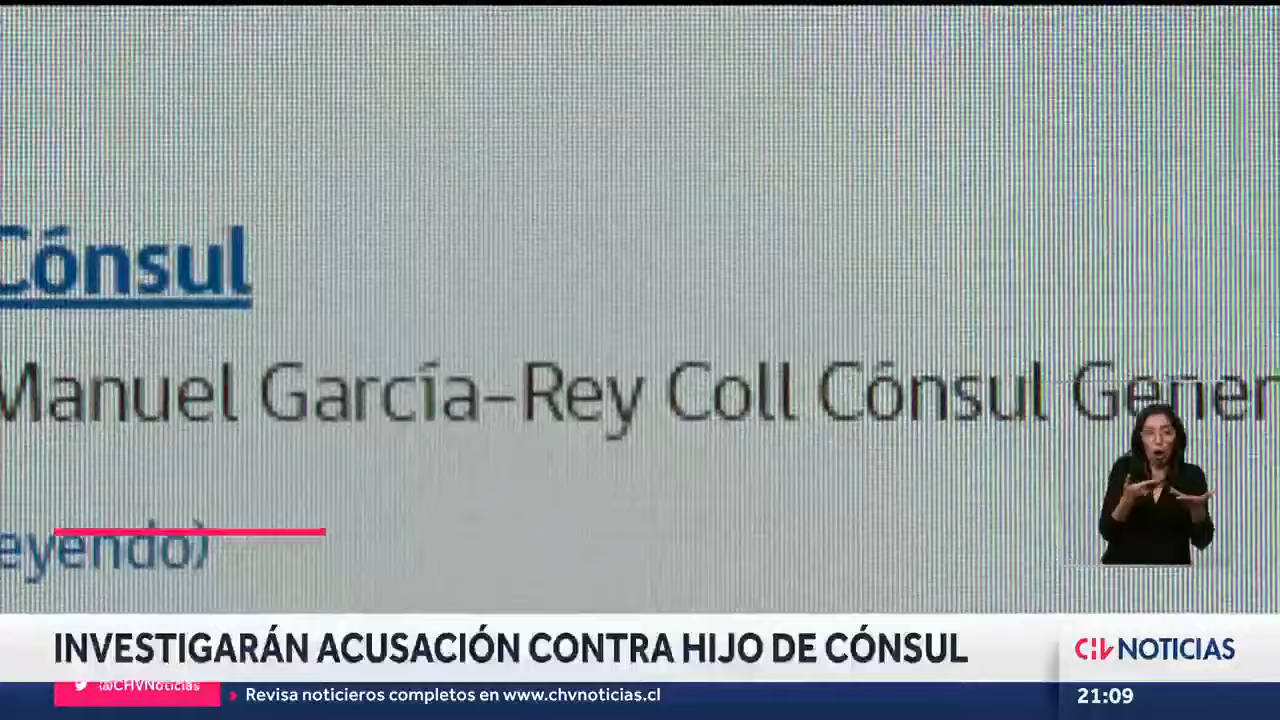 Cónsul
Manuel García-Rey Coll Cónsul Gener
eyendo)
INVESTIGARÁN ACUSACIÓN CONTRA HIJO DE CÓNSUL
CHV NOTICIAS
@CHVNoticias
Revisa noticieros completos en www.chvnoticias.cl
21:09